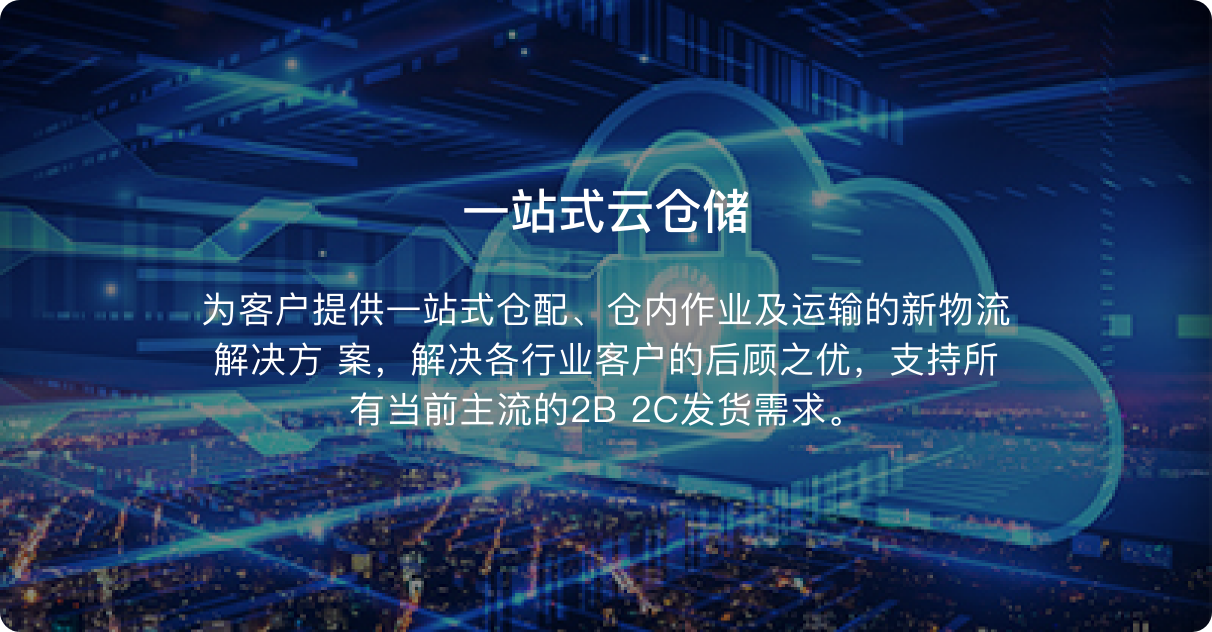 一站式云仓储
为客户提供一站式仓配、仓内作业及运输的新物流
解决方 案，解决各行业客户的后顾之优，支持所
有当前主流的2B 2C发货需求。